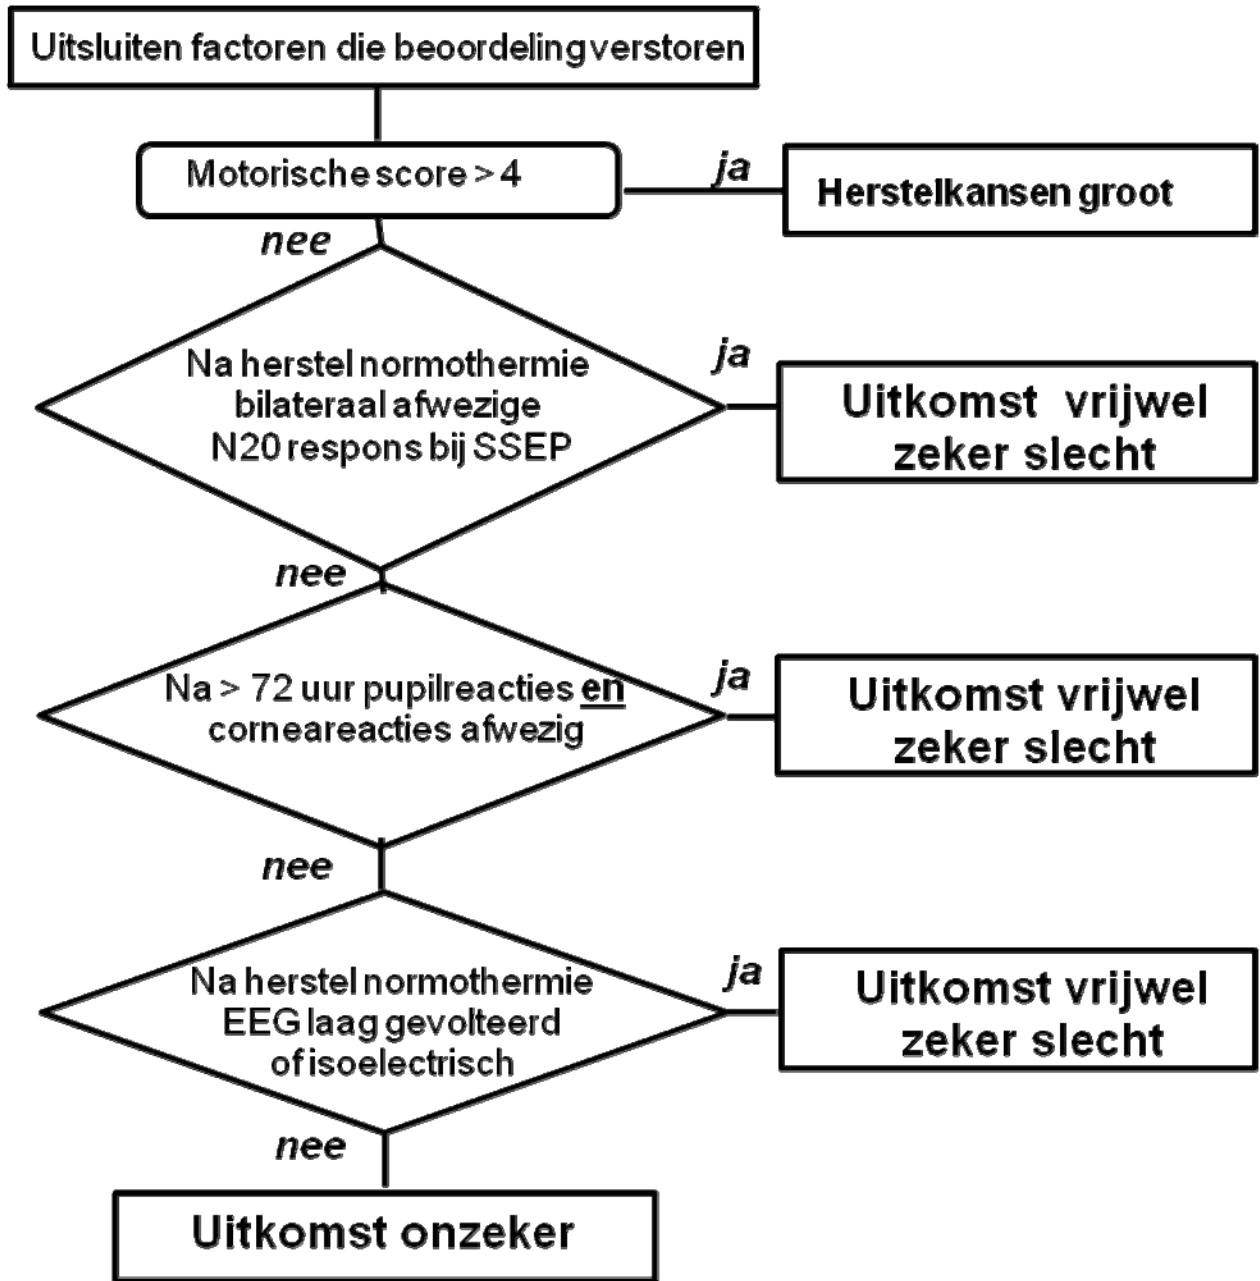 Uitsluiten factoren die beoordeling verstoren
Motorische score > 4
ja
Herstelkansen groot
nee
Na herstel normothermie
bilateraal afwezige
N20 respons bij SSEP
ja
Uitkomst vrijwel
zeker slecht
nee
Na > 72 uur pupilreacties en
corneareacties afwezig
ja
Uitkomst vrijwel
zeker slecht
nee
Na herstel normothermie
EEG laag gevolteerd
of isoelectrisch
ja
Uitkomst vrijwel
zeker slecht
nee
Uitkomst onzeker